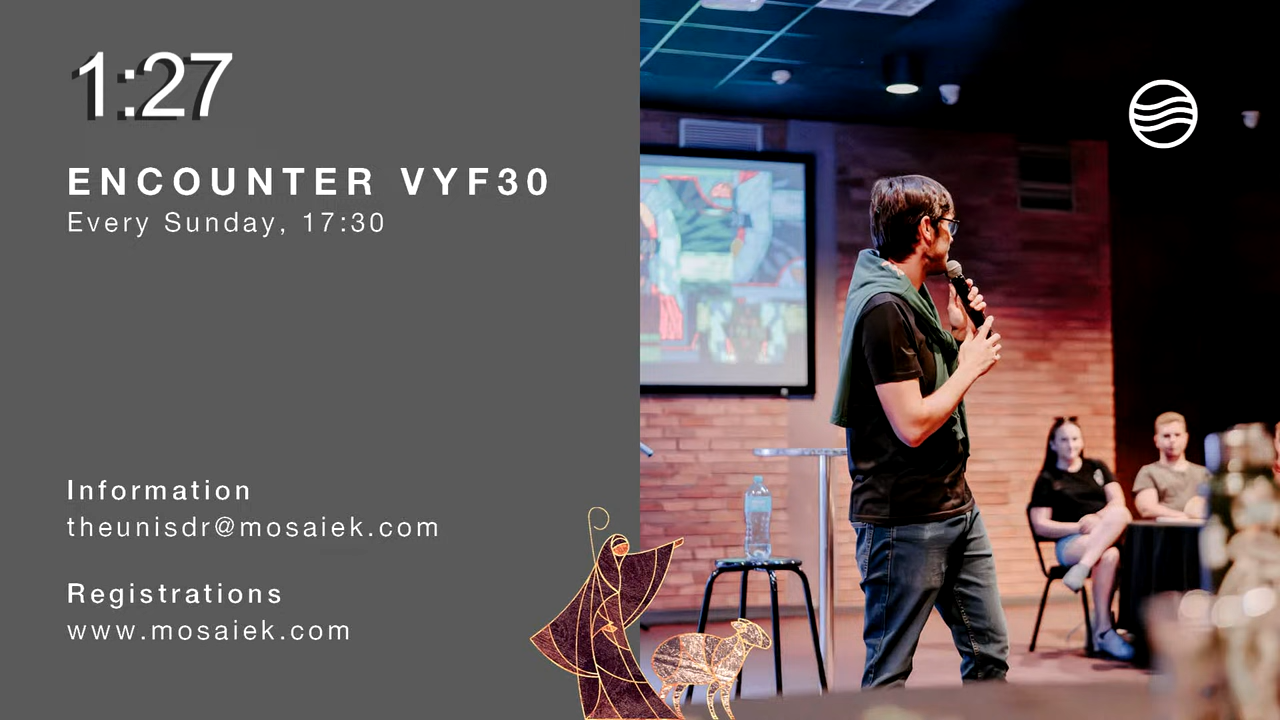 1:27
ENCOUNTER VYF30
Every Sunday, 17:30
Information
theunisdr@mosaiek.com
Registrations
www.mosaiek.com